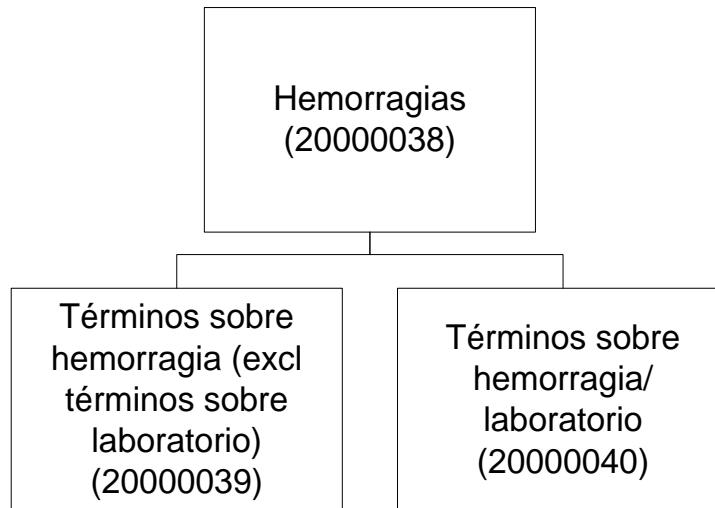 Hemorragias
(20000038)
Términos sobre
hemorragia (excl
términos sobre
laboratorio)
(20000039)
Términos sobre
hemorragia/
laboratorio
(20000040)